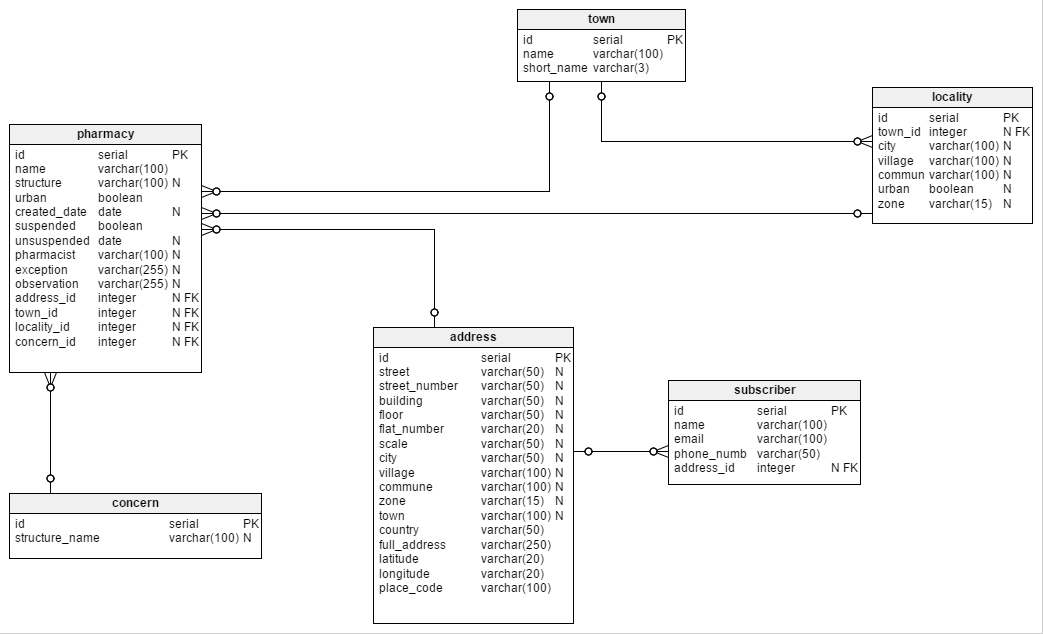 town
id serial PK
name varchar(100)
short_name varchar(3)
locality
id serial PK
town_id integer N FK
city varchar(100) N
village varchar(100) N
commun varchar(100) N
urban boolean N
zone varchar(15) N
pharmacy
id serial PK
name varchar(100)
structure varchar(100) N
urban boolean
created_date date N
suspended boolean
unsuspended date N
pharmacist varchar(100) N
exception varchar(255) N
observation varchar(255) N
address_id integer N FK
town_id integer N FK
locality_id integer N FK
concern_id integer N FK
address
id serial PK
street varchar(50) N
street_number varchar(50) N
building varchar(50) N
floor varchar(50) N
flat_number varchar(20) N
scale varchar(50) N
city varchar(50) N
village varchar(100) N
commune varchar(100) N
zone varchar(15) N
town varchar(100) N
country varchar(50)
full_address varchar(250)
latitude varchar(20)
longitude varchar(20)
place_code varchar(100)
subscriber
id serial PK
name varchar(100)
email varchar(100)
phone_numb varchar(50)
address_id integer N FK
concern
id serial PK
structure_name varchar(100) N